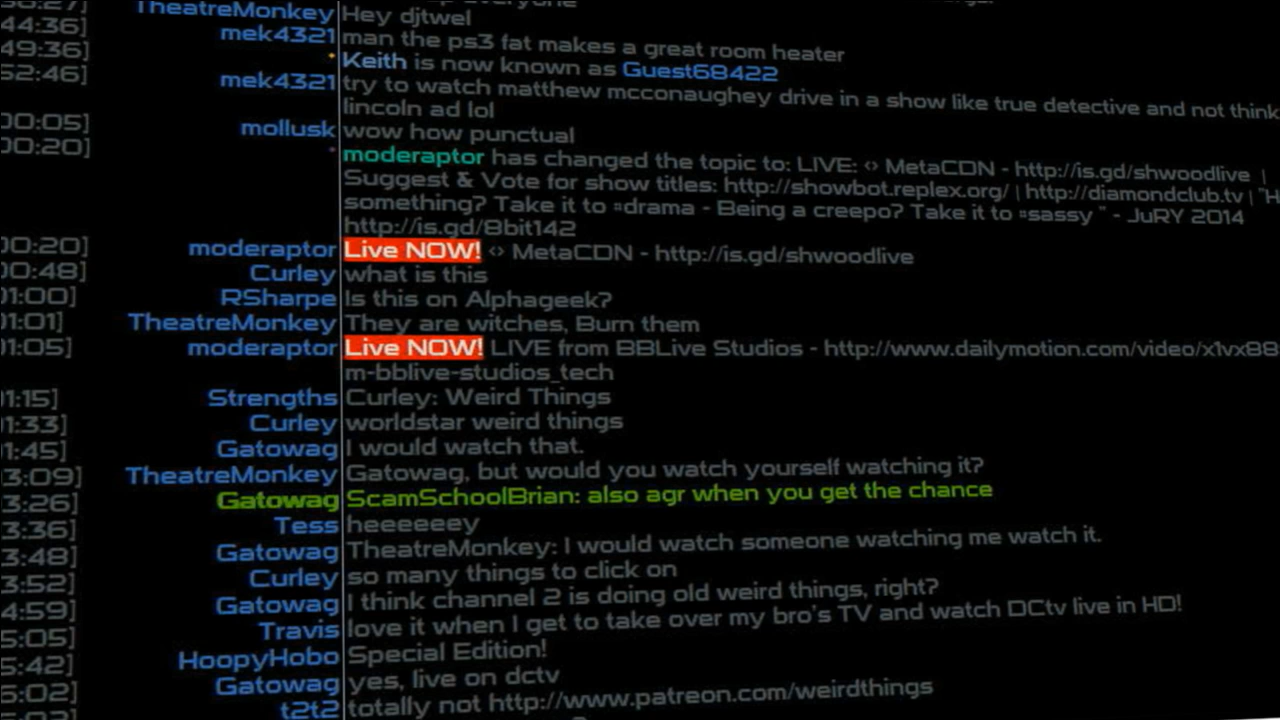 TheatreMonkey Hey djtwel
44:36] mek4321 man the ps3 fat makes a great room heater
49:36] Keith is now known as Guest68422
52:46] mek4321 try to watch matthew mcconaughey drive in a show like true detective and not think
lincoln ad lol
00:05] mollusk wow how punctual
00:20] moderaptor has changed the topic to: LIVE: <> MetaCDN - http://is.gd/shwoodlive |
Suggest & Vote for show titles: http://showbot.replex.org/ | http://diamondclub.tv | "H
something? Take it to #drama - Being a creepo? Take it to #sassy " - JuRY 2014
http://is.gd/8bit142
00:20] moderaptor Live NOW! <> MetaCDN - http://is.gd/shwoodlive
00:48] Curley what is this
01:00] RSharpe Is this on Alphageek?
01:01] TheatreMonkey They are witches, Burn them
01:05] moderaptor Live NOW! LIVE from BBLive Studios - http://www.dailymotion.com/video/x1vx88
m-bblive-studios_tech
1:15] Strengths Curley: Weird Things
1:33] Curley worldstar weird things
1:45] Gatowag I would watch that.
3:09] TheatreMonkey Gatowag, but would you watch yourself watching it?
3:26] Gatowag ScamSchoolBrian: also agr when you get the chance
3:36] Tess heeeeeey
3:48] Gatowag TheatreMonkey: I would watch someone watching me watch it.
3:52] Curley so many things to click on
4:59] Gatowag I think channel 2 is doing old weird things, right?
5:05] Travis love it when I get to take over my bro's TV and watch DCtv live in HD!
5:42] HoopyHobo Special Edition!
6:02] Gatowag yes, live on dctv
t2t2 totally not http://www.patreon.com/weirdthings